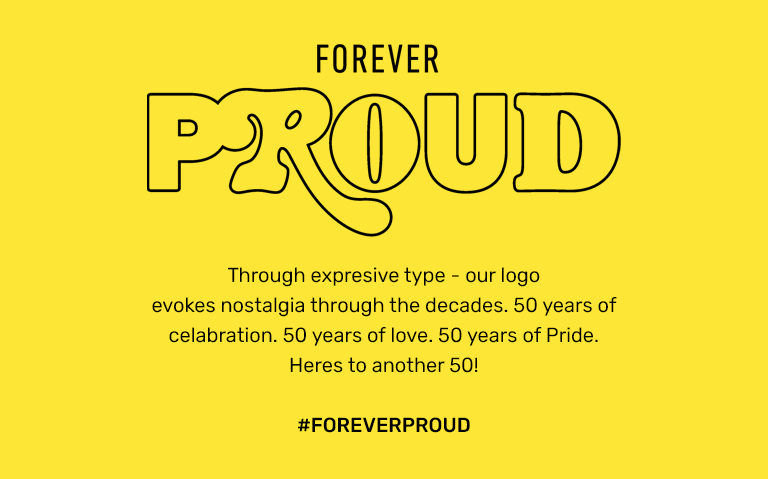 FOREVER
PROUD
Through expresive type - our logo
evokes nostalgia through the decades. 50 years of
celabration. 50 years of love. 50 years of Pride.
Heres to another 50!
#FOREVERPROUD